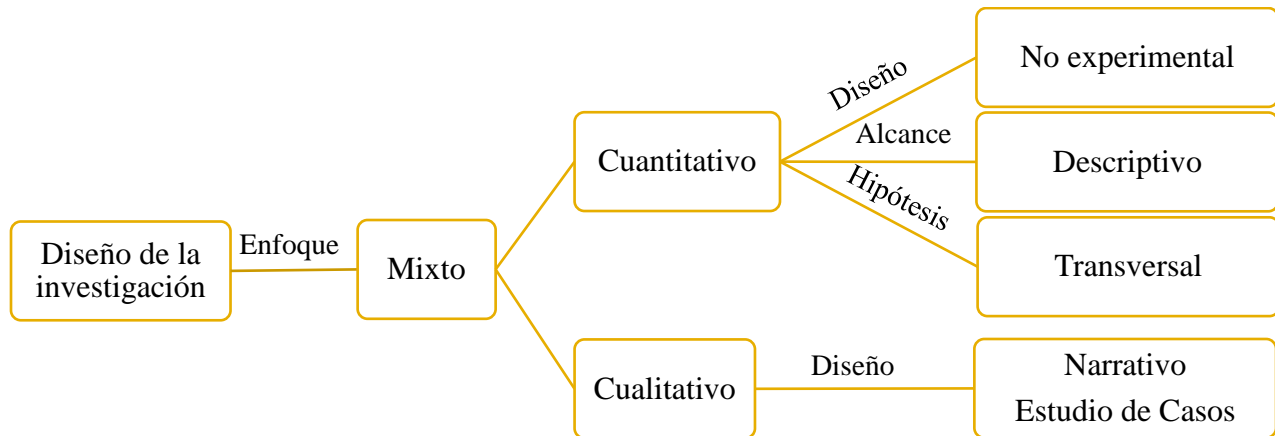 Diseño de la
investigación
Enfoque
Mixto
Cuantitativo
Diseño
No experimental
Alcance
Descriptivo
Hipótesis
Transversal
Cualitativo
Diseño
Narrativo
Estudio de Casos